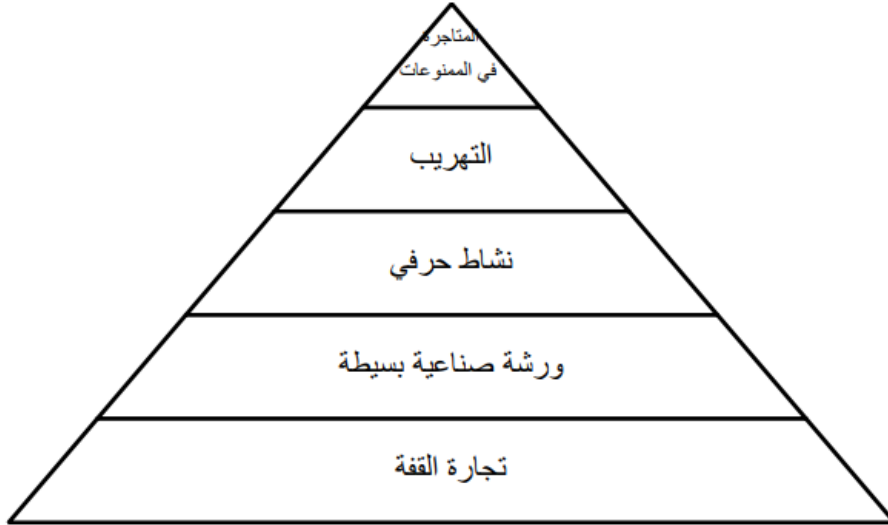 المتاجرة
في الممنوعات
التهريب
نشاط حرفي
ورشة صناعية بسيطة
تجارة القفة